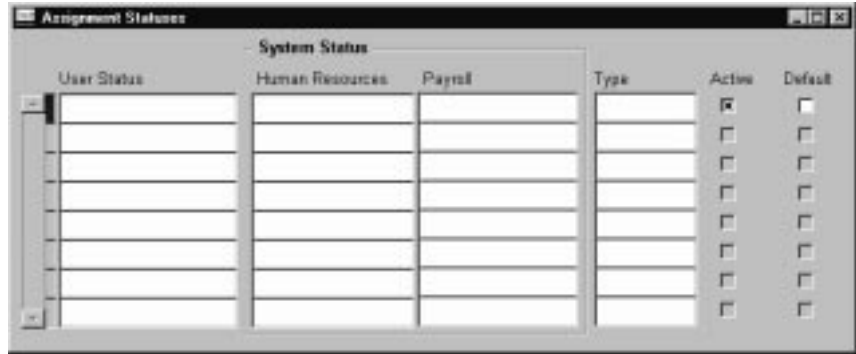 Assignment Statuses
System Status
User Status Human Resources Payroll Type Active Default